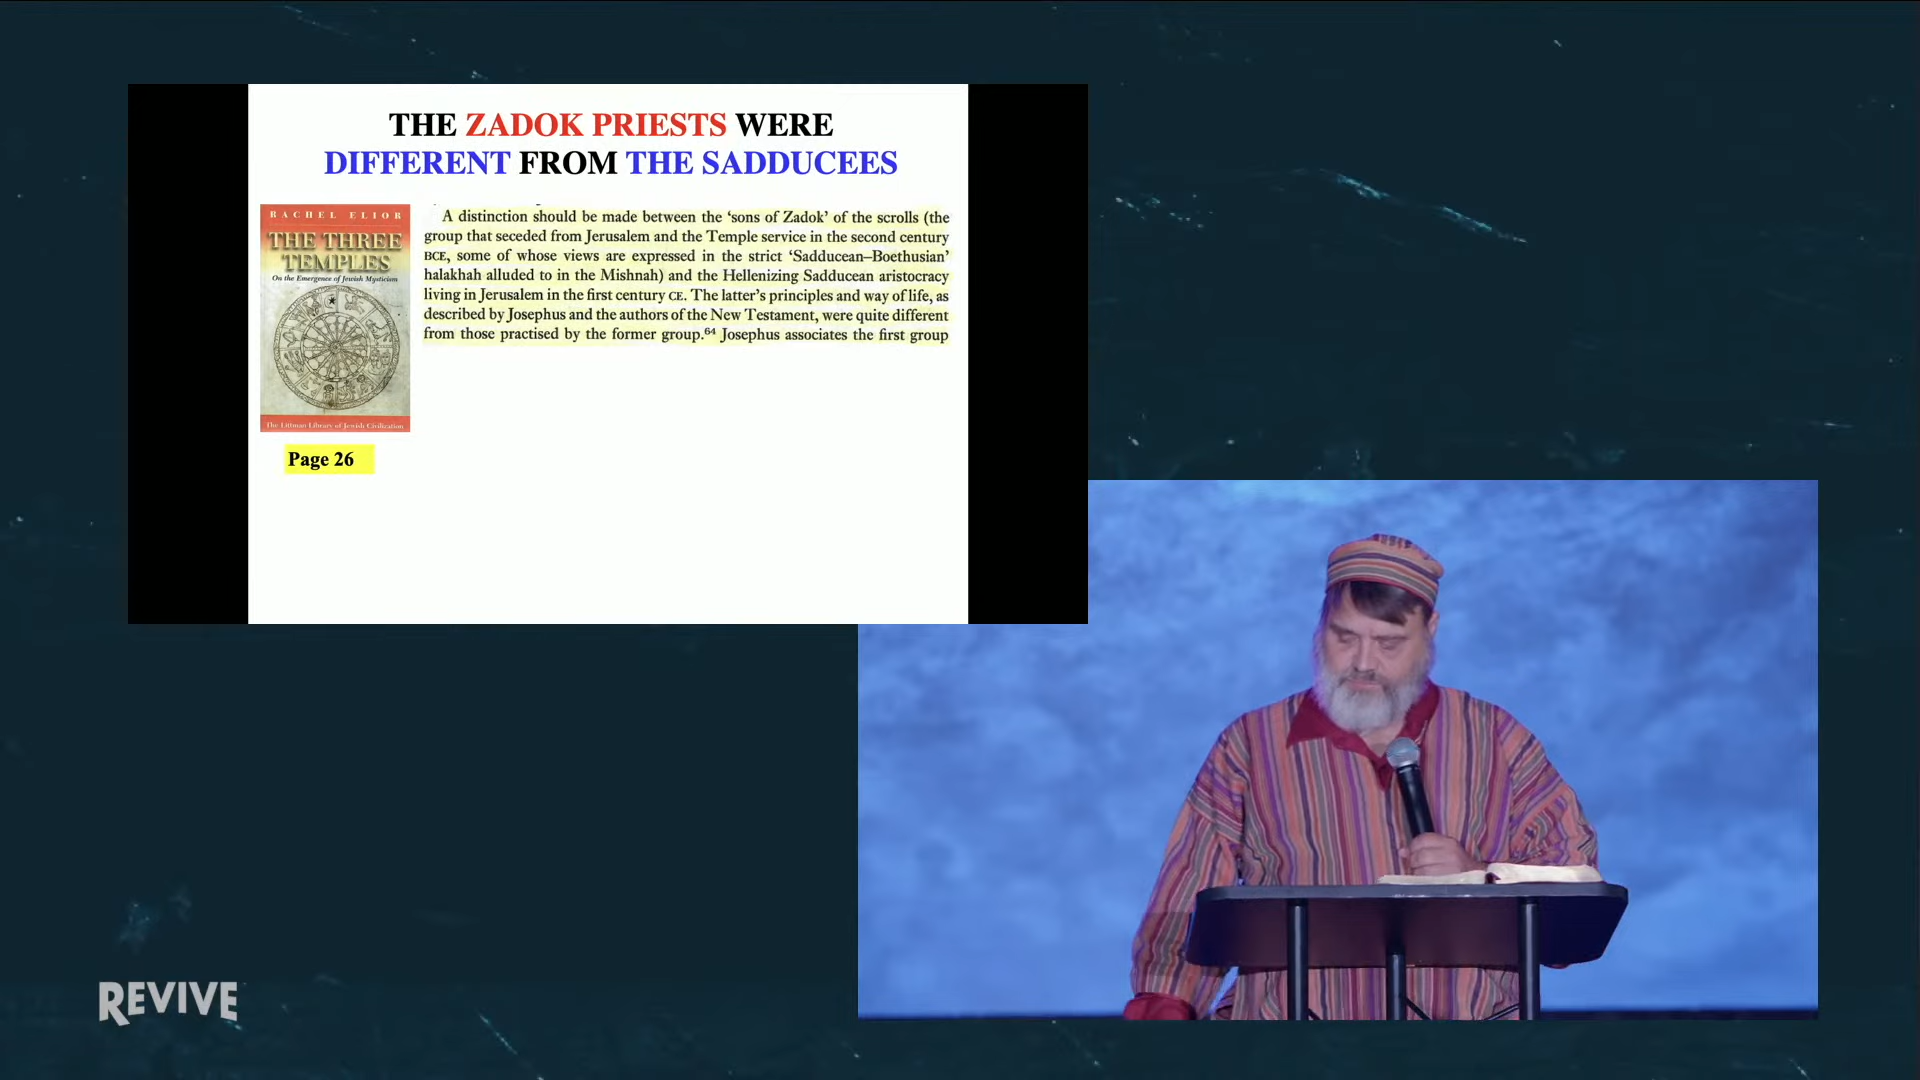 THE ZADOK PRIESTS WERE
DIFFERENT FROM THE SADDUCEES
RACHEL ELIOR
THE THREE
TEMPLES
On the Emergence of Jewish Mysticism
The Littman Library of Jewish Civilization
Page 26
A distinction should be made between the ‘sons of Zadok’ of the scrolls (the
group that seceded from Jerusalem and the Temple service in the second century
BCE, some of whose views are expressed in the strict ‘Sadducean–Boethusian’
halakhah alluded to in the Mishnah) and the Hellenizing Sadducean aristocracy
living in Jerusalem in the first century CE. The latter’s principles and way of life, as
described by Josephus and the authors of the New Testament, were quite different
from those practised by the former group.⁶⁴ Josephus associates the first group
REVIVE